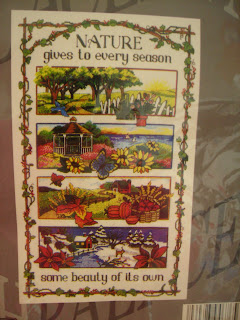 NATURE
gives to every season
some beauty of its own